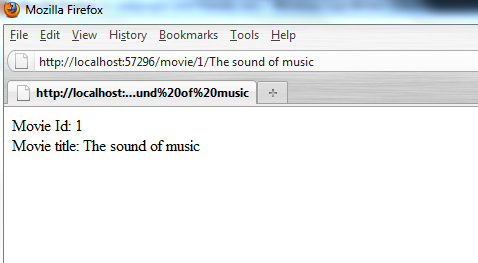 Mozilla Firefox
File Edit View History Bookmarks Tools Help
http://localhost:57296/movie/1/The sound of music
http://localhost:...und%20of%20music
Movie Id: 1
Movie title: The sound of music